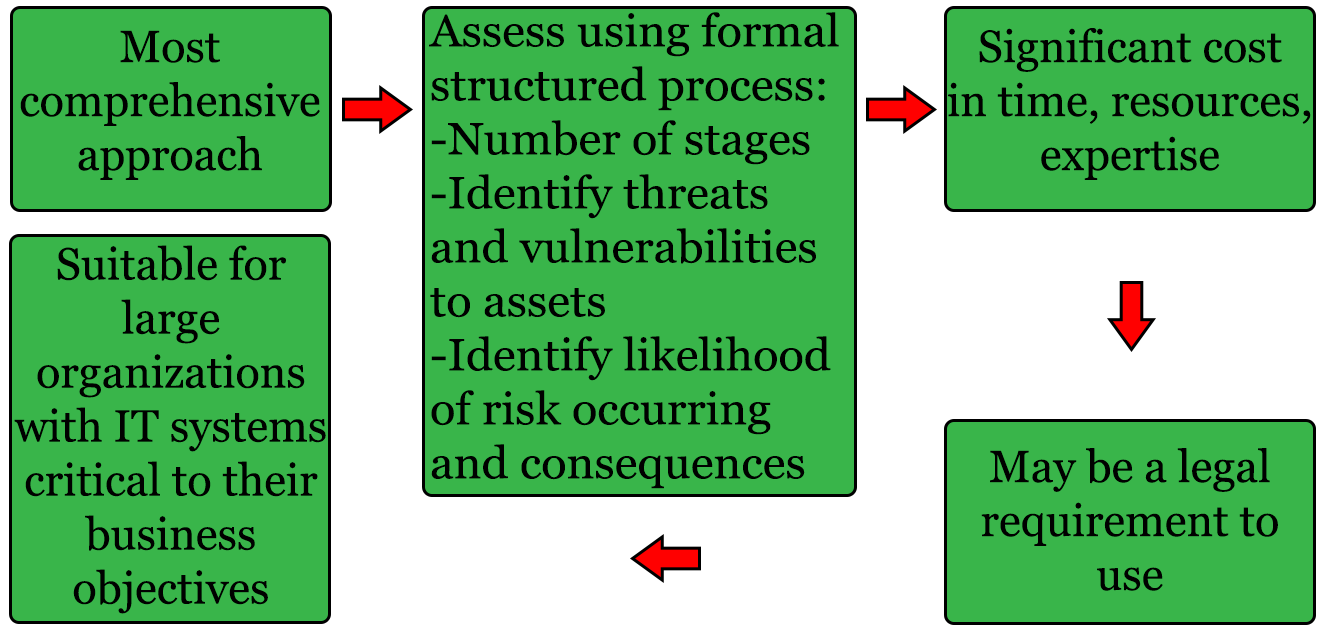 Most
comprehensive
approach
Assess using formal
structured process:
-Number of stages
-Identify threats
and vulnerabilities
to assets
-Identify likelihood
of risk occurring
and consequences
Significant cost
in time, resources,
expertise
May be a legal
requirement to
use
Suitable for
large
organizations
with IT systems
critical to their
business
objectives